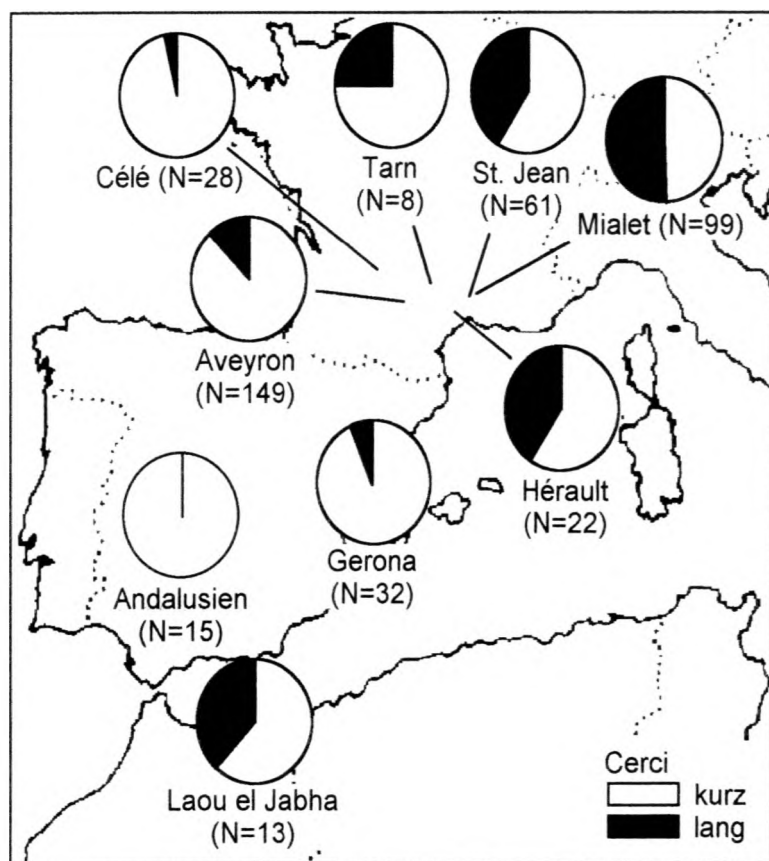 Célé (N=28)
Tarn
(N=8)
St. Jean
(N=61)
Mialet (N=99)
Aveyron
(N=149)
Hérault
(N=22)
Gerona
(N=32)
Andalusien
(N=15)
Laou el Jabha
(N=13)
Cerci
kurz
lang